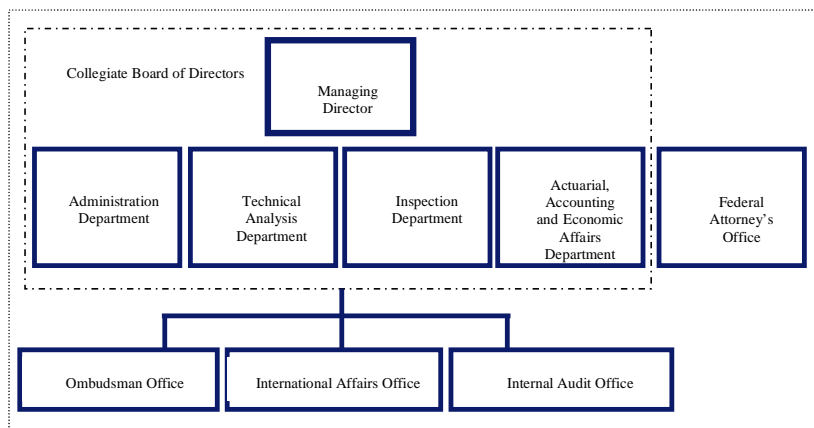 Collegiate Board of Directors
Managing
Director
Administration
Department
Technical
Analysis
Department
Inspection
Department
Actuarial,
Accounting
and Economic
Affairs
Department
Federal
Attorney’s
Office
Ombudsman Office
International Affairs Office
Internal Audit Office